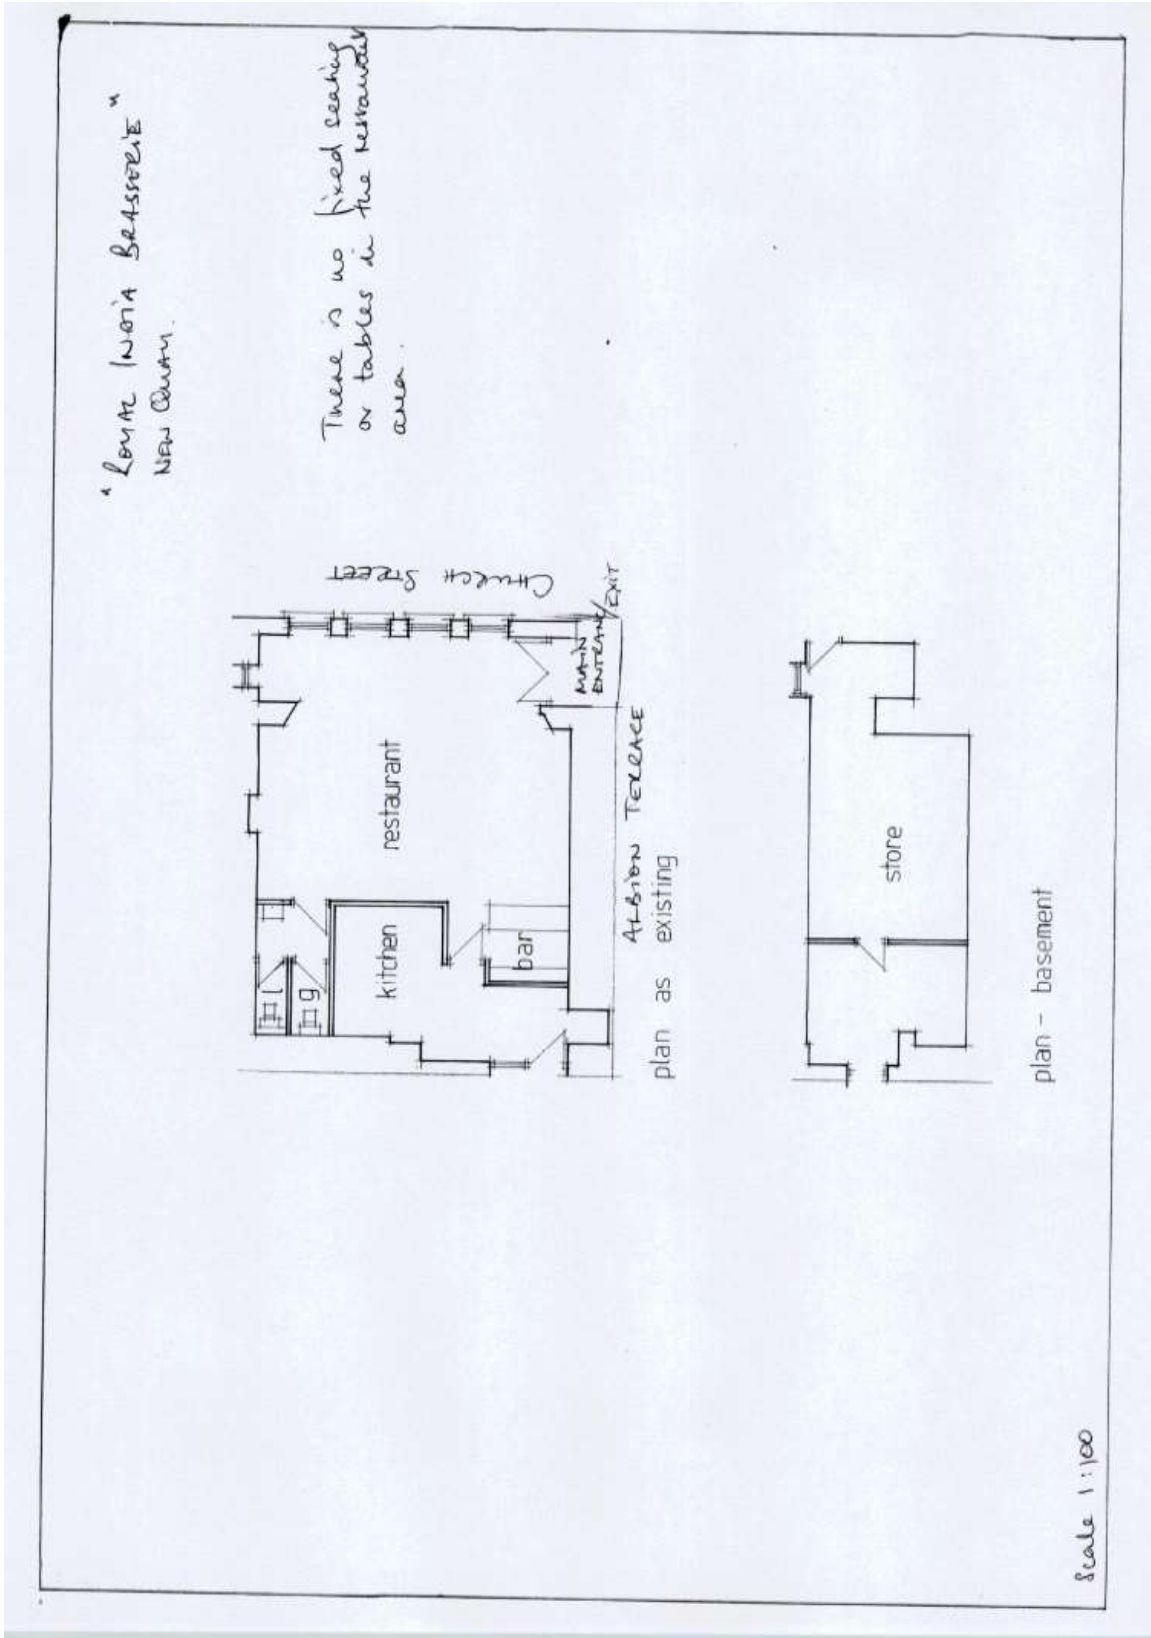 "ROYAL INDIA BRASSERIE"
NEW QUAY.
There is no fixed seating
or tables in the restaurant
area.
CHURCH STREET
MAIN
ENTRANCE/EXIT
restaurant
kitchen
bar
l
g
ALBION TERRACE
plan as existing
store
plan - basement
Scale 1:100